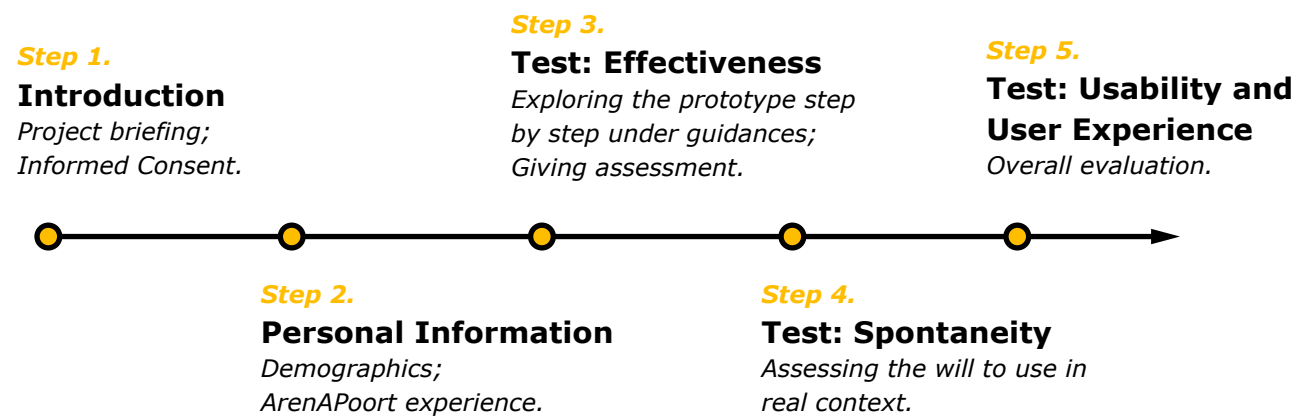 Step 1.
Introduction
Project briefing;
Informed Consent.
Step 2.
Personal Information
Demographics;
ArenAPoort experience.
Step 3.
Test: Effectiveness
Exploring the prototype step
by step under guidances;
Giving assessment.
Step 4.
Test: Spontaneity
Assessing the will to use in
real context.
Step 5.
Test: Usability and
User Experience
Overall evaluation.